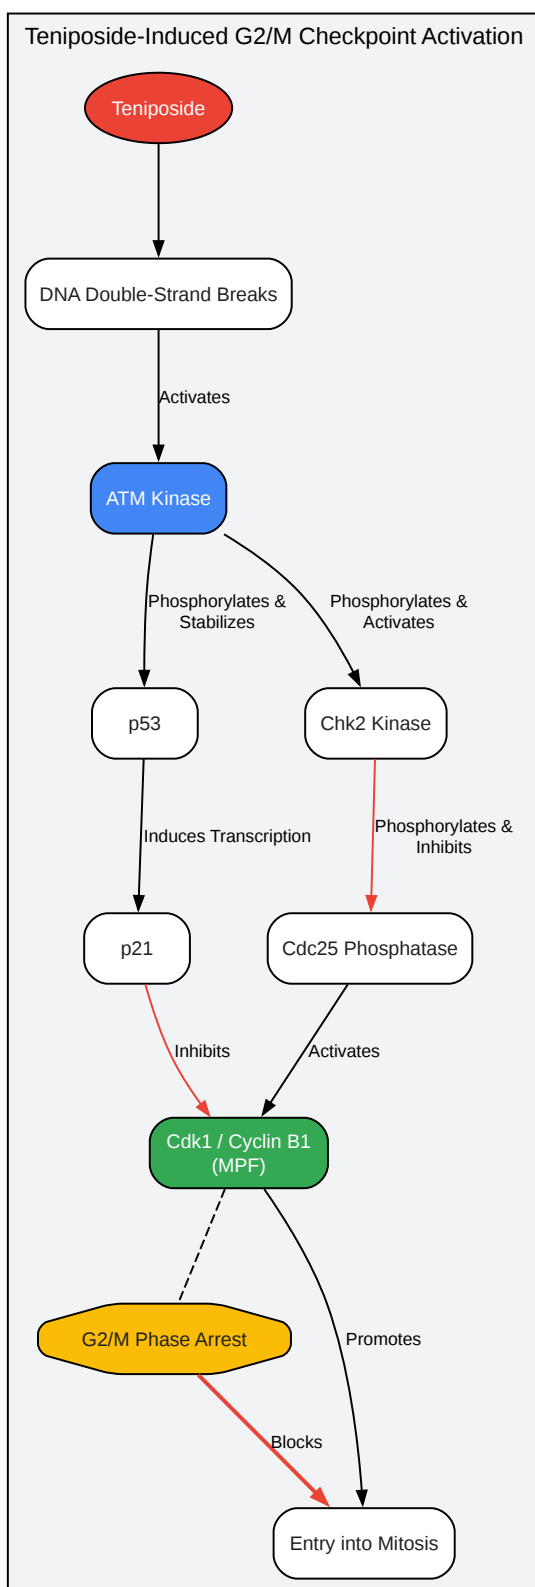 Teniposide-Induced G2/M Checkpoint Activation
Teniposide
DNA Double-Strand Breaks
Activates
ATM Kinase
Phosphorylates &
Stabilizes
Phosphorylates &
Activates
p53
Chk2 Kinase
Induces Transcription
Phosphorylates &
Inhibits
p21
Cdc25 Phosphatase
Inhibits
Activates
Cdk1 / Cyclin B1
(MPF)
G2/M Phase Arrest
Promotes
Blocks
Entry into Mitosis